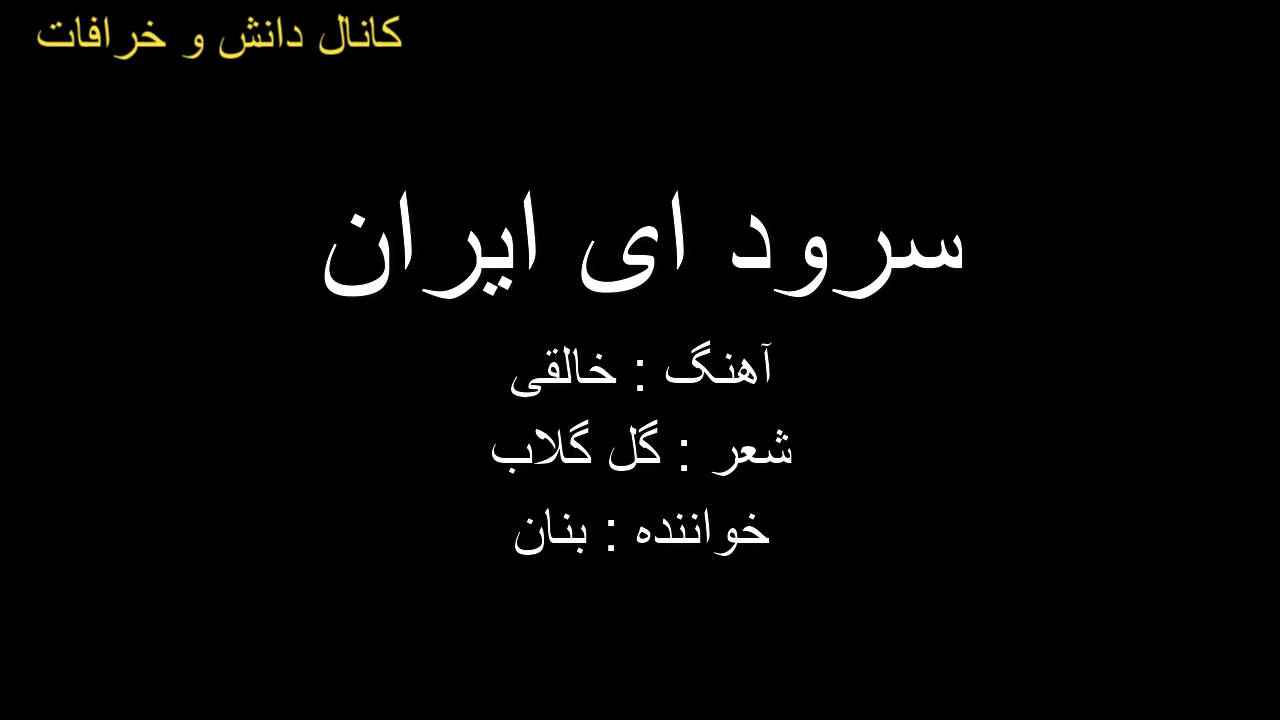 کانال دانش و خرافات
سرود ای ایران
آهنگ : خالقی
شعر : گل گلاب
خواننده : بنان